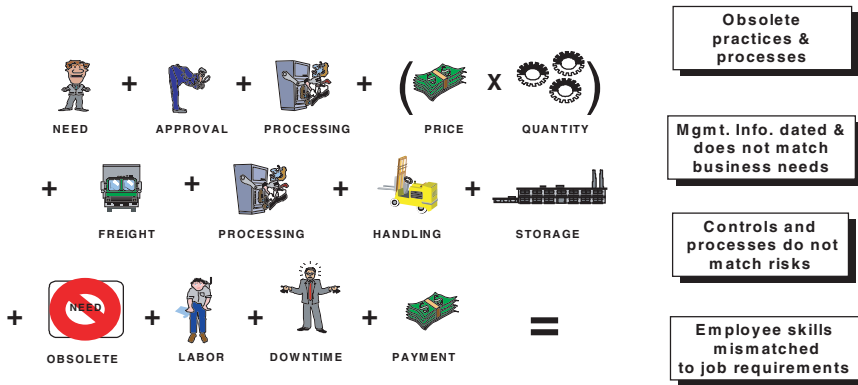 + + + ( X )
NEED APPROVAL PROCESSING PRICE QUANTITY
+ + + +
FREIGHT PROCESSING HANDLING STORAGE
+ NEED + + + =
OBSOLETE LABOR DOWNTIME PAYMENT
Obsolete
practices &
processes
Mgmt. Info. dated &
does not match
business needs
Controls and
processes do not
match risks
Employee skills
mismatched
to job requirements